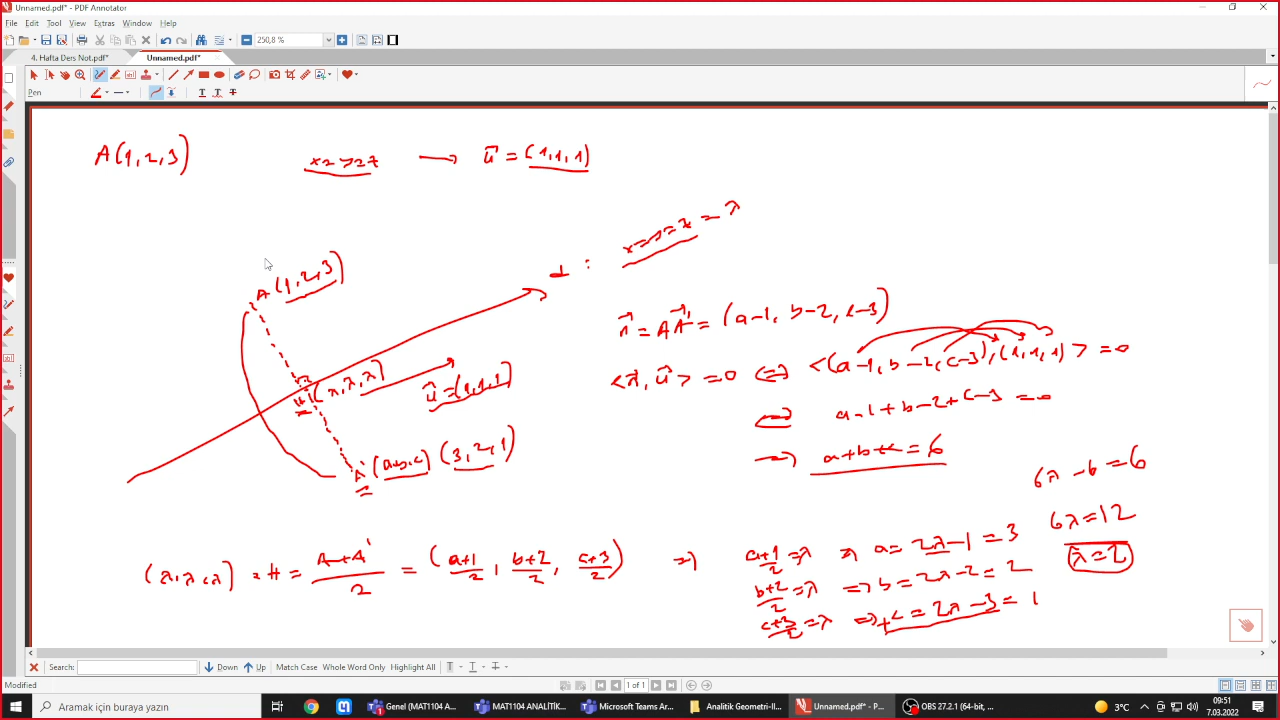 Unnamed.pdf* - PDF Annotator
File Edit Tool View Extras Window Help
250,8 %
4. Hafta Ders Not.pdf* Unnamed.pdf*
Pen
A(1,2,3) x=y=z → u⃗ = (1,1,1)
d : x=y=z = λ
A(1,2,3)
n⃗ = AA⃗' = (a-1, b-2, c-3)
H(λ,λ,λ)
u⃗=(1,1,1)
<n⃗,u⃗> =0 ⇔ <(a-1,b-2,c-3),(1,1,1)> =0
⇔ a-1+b-2+c-3 =0
A'(a,b,c) (3,2,1)
⇒ a+b+c = 6
6λ -6 = 6
6λ = 12
λ = 2
(λ,λ,λ) = H = A+A'/2 = (a+1/2, b+2/2, c+3/2) ⇒ a+1/2 = λ ⇒ a = 2λ-1 = 3
b+2/2 = λ ⇒ b = 2λ-2 = 2
c+3/2 = λ ⇒ + c = 2λ-3 = 1
Search: Down Up Match Case Whole Word Only Highlight All
1 of 1
Modified
Aramak için buraya yazın
Genel (MAT1104 A...
MAT1104 ANALİTİK...
Microsoft Teams Ar...
Analitik Geometri-II...
Unnamed.pdf* - P...
OBS 27.2.1 (64-bit, ...
3°C
09:51
7.03.2022